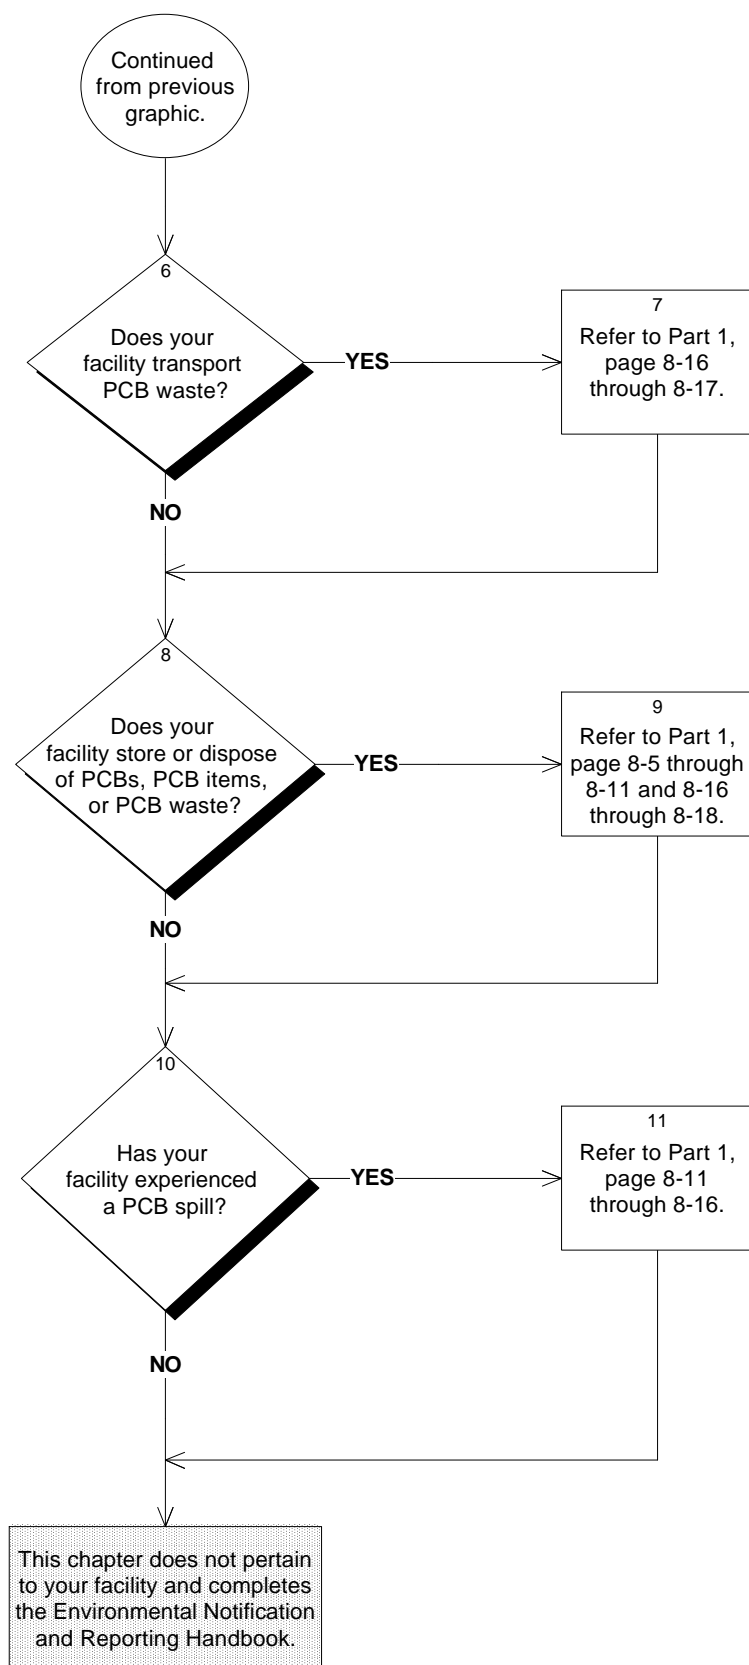 Continued
from previous
graphic.
6
Does your
facility transport
PCB waste?
YES
7
Refer to Part 1,
page 8-16
through 8-17.
NO
8
Does your
facility store or dispose
of PCBs, PCB items,
or PCB waste?
YES
9
Refer to Part 1,
page 8-5 through
8-11 and 8-16
through 8-18.
NO
10
Has your
facility experienced
a PCB spill?
YES
11
Refer to Part 1,
page 8-11
through 8-16.
NO
This chapter does not pertain
to your facility and completes
the Environmental Notification
and Reporting Handbook.